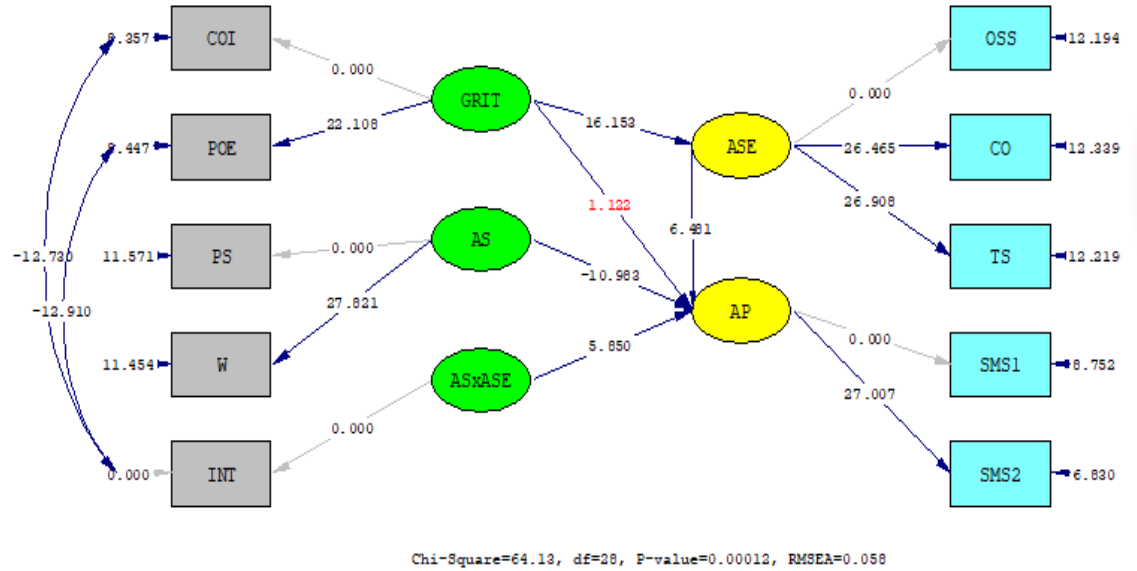 8.357 COI OSS 12.194
0.000 GRIT 0.000
22.108 16.153
8.447 POE ASE 26.465 CO 12.339
1.122 26.908
6.481
-12.730 11.571 PS 0.000 AS TS 12.219
-10.983
-12.910 27.821 AP
11.454 W 5.850 0.000 SMS1 8.752
ASxASE 27.007
0.000
0.000 INT SMS2 6.830
Chi-Square=64.13, df=28, P-value=0.00012, RMSEA=0.058